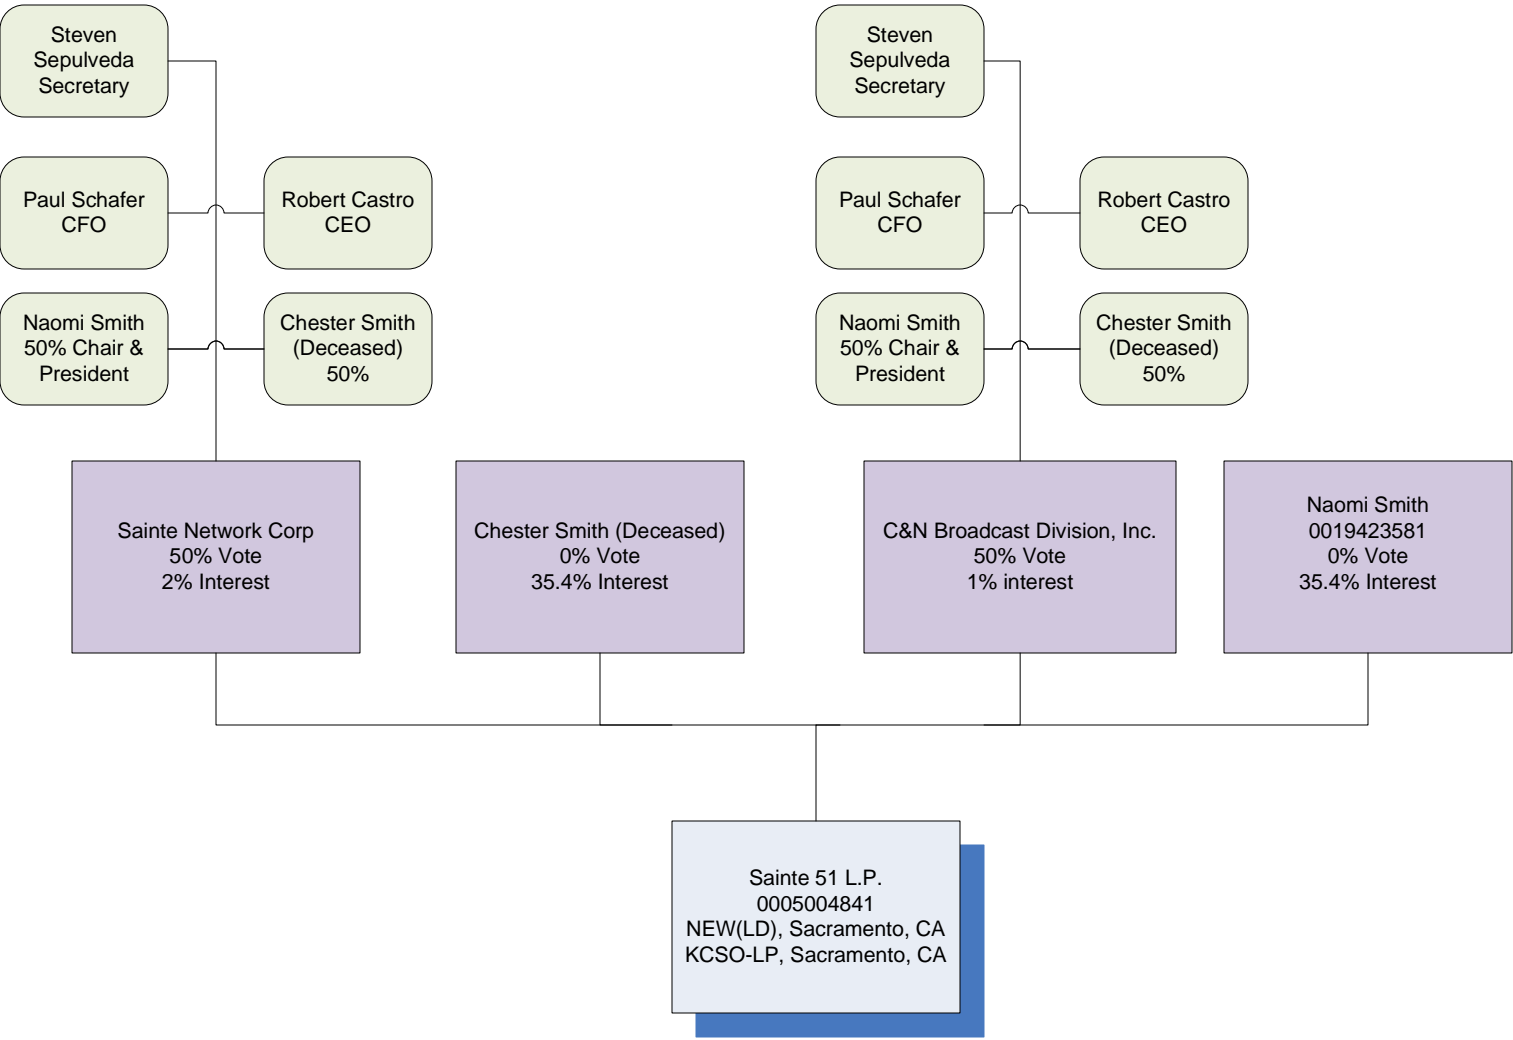 Steven
Sepulveda
Secretary
Steven
Sepulveda
Secretary
Paul Schafer
CFO
Robert Castro
CEO
Paul Schafer
CFO
Robert Castro
CEO
Naomi Smith
50% Chair &
President
Chester Smith
(Deceased)
50%
Naomi Smith
50% Chair &
President
Chester Smith
(Deceased)
50%
Sainte Network Corp
50% Vote
2% Interest
Chester Smith (Deceased)
0% Vote
35.4% Interest
C&N Broadcast Division, Inc.
50% Vote
1% interest
Naomi Smith
0019423581
0% Vote
35.4% Interest
Sainte 51 L.P.
0005004841
NEW(LD), Sacramento, CA
KCSO-LP, Sacramento, CA